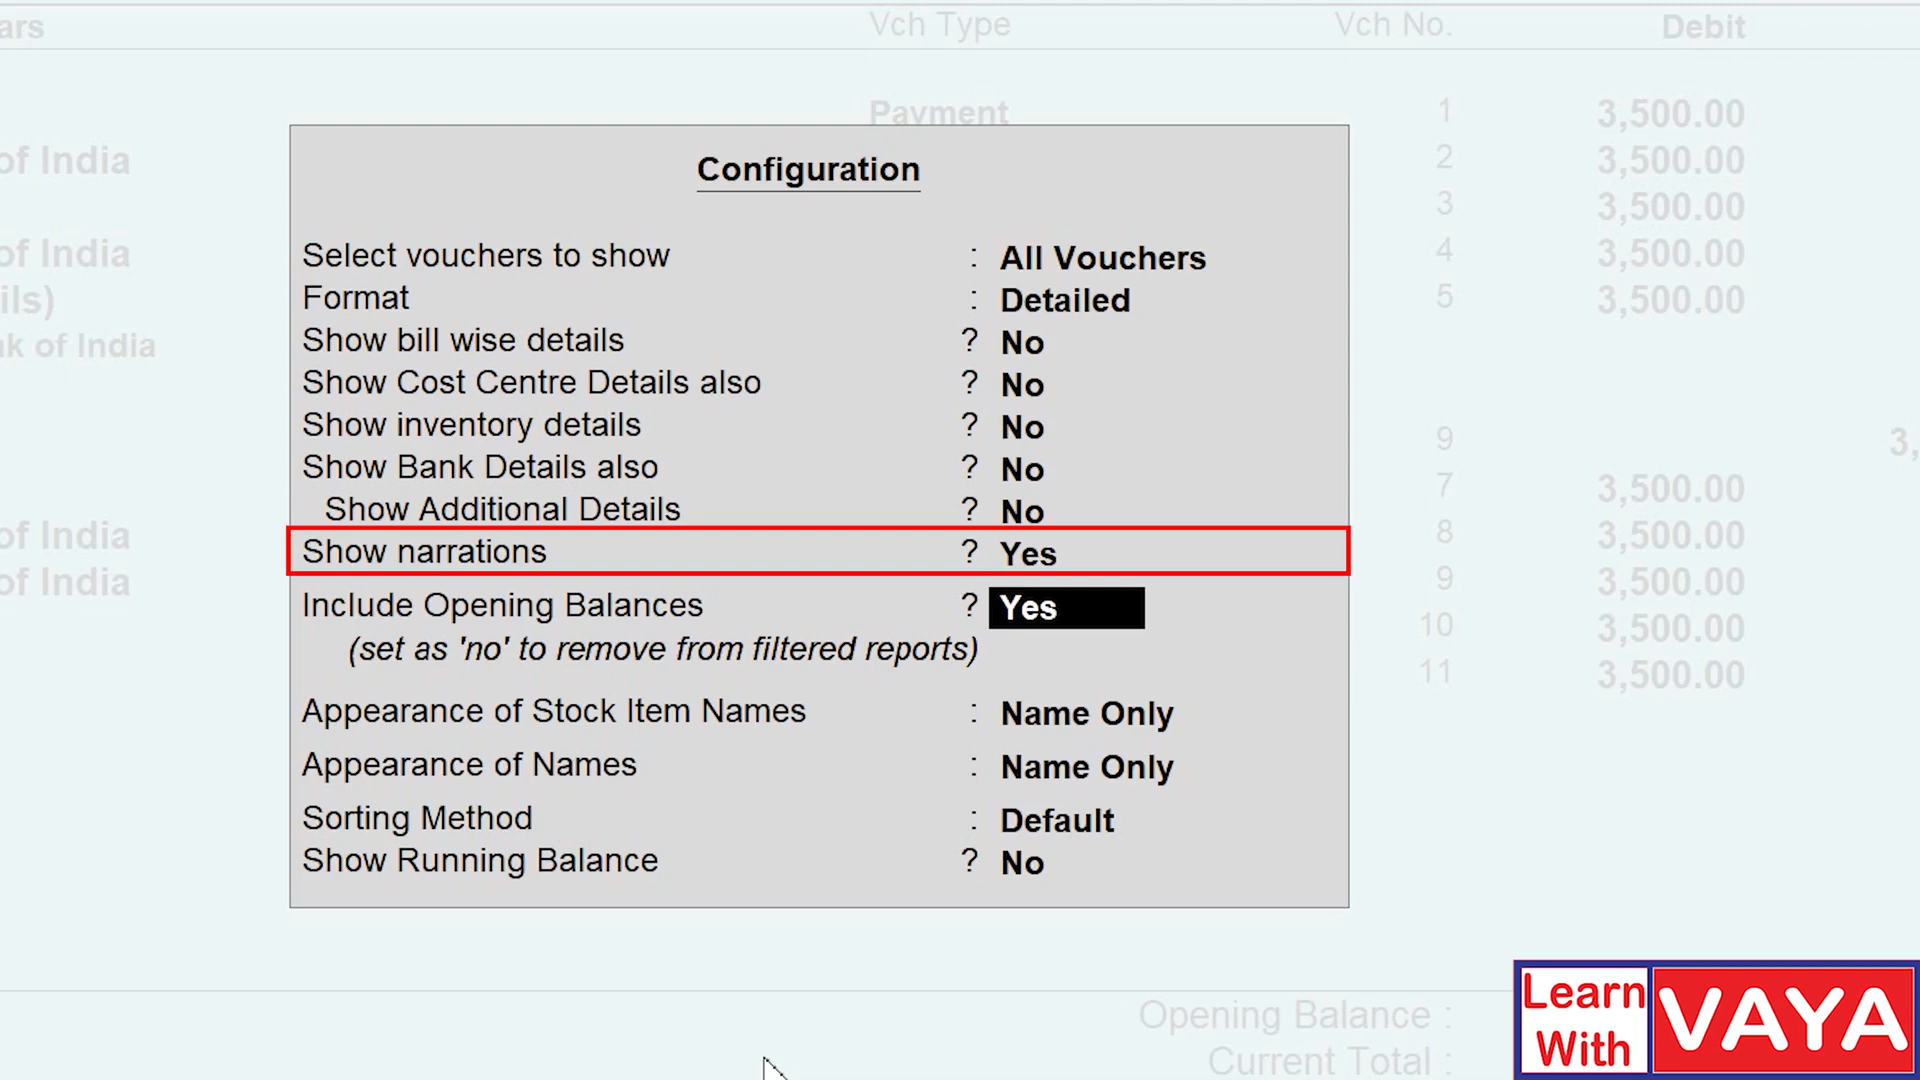 ars Vch Type Vch No. Debit
Payment 1 3,500.00
of India 2 3,500.00
3 3,500.00
of India 4 3,500.00
ils) 5 3,500.00
nk of India
9 3,
7 3,500.00
of India 8 3,500.00
of India 9 3,500.00
10 3,500.00
11 3,500.00
Configuration
Select vouchers to show : All Vouchers
Format : Detailed
Show bill wise details ? No
Show Cost Centre Details also ? No
Show inventory details ? No
Show Bank Details also ? No
Show Additional Details ? No
Show narrations ? Yes
Include Opening Balances ? Yes
(set as 'no' to remove from filtered reports)
Appearance of Stock Item Names : Name Only
Appearance of Names : Name Only
Sorting Method : Default
Show Running Balance ? No
Opening Balance :
Current Total :
Learn
With
VAYA